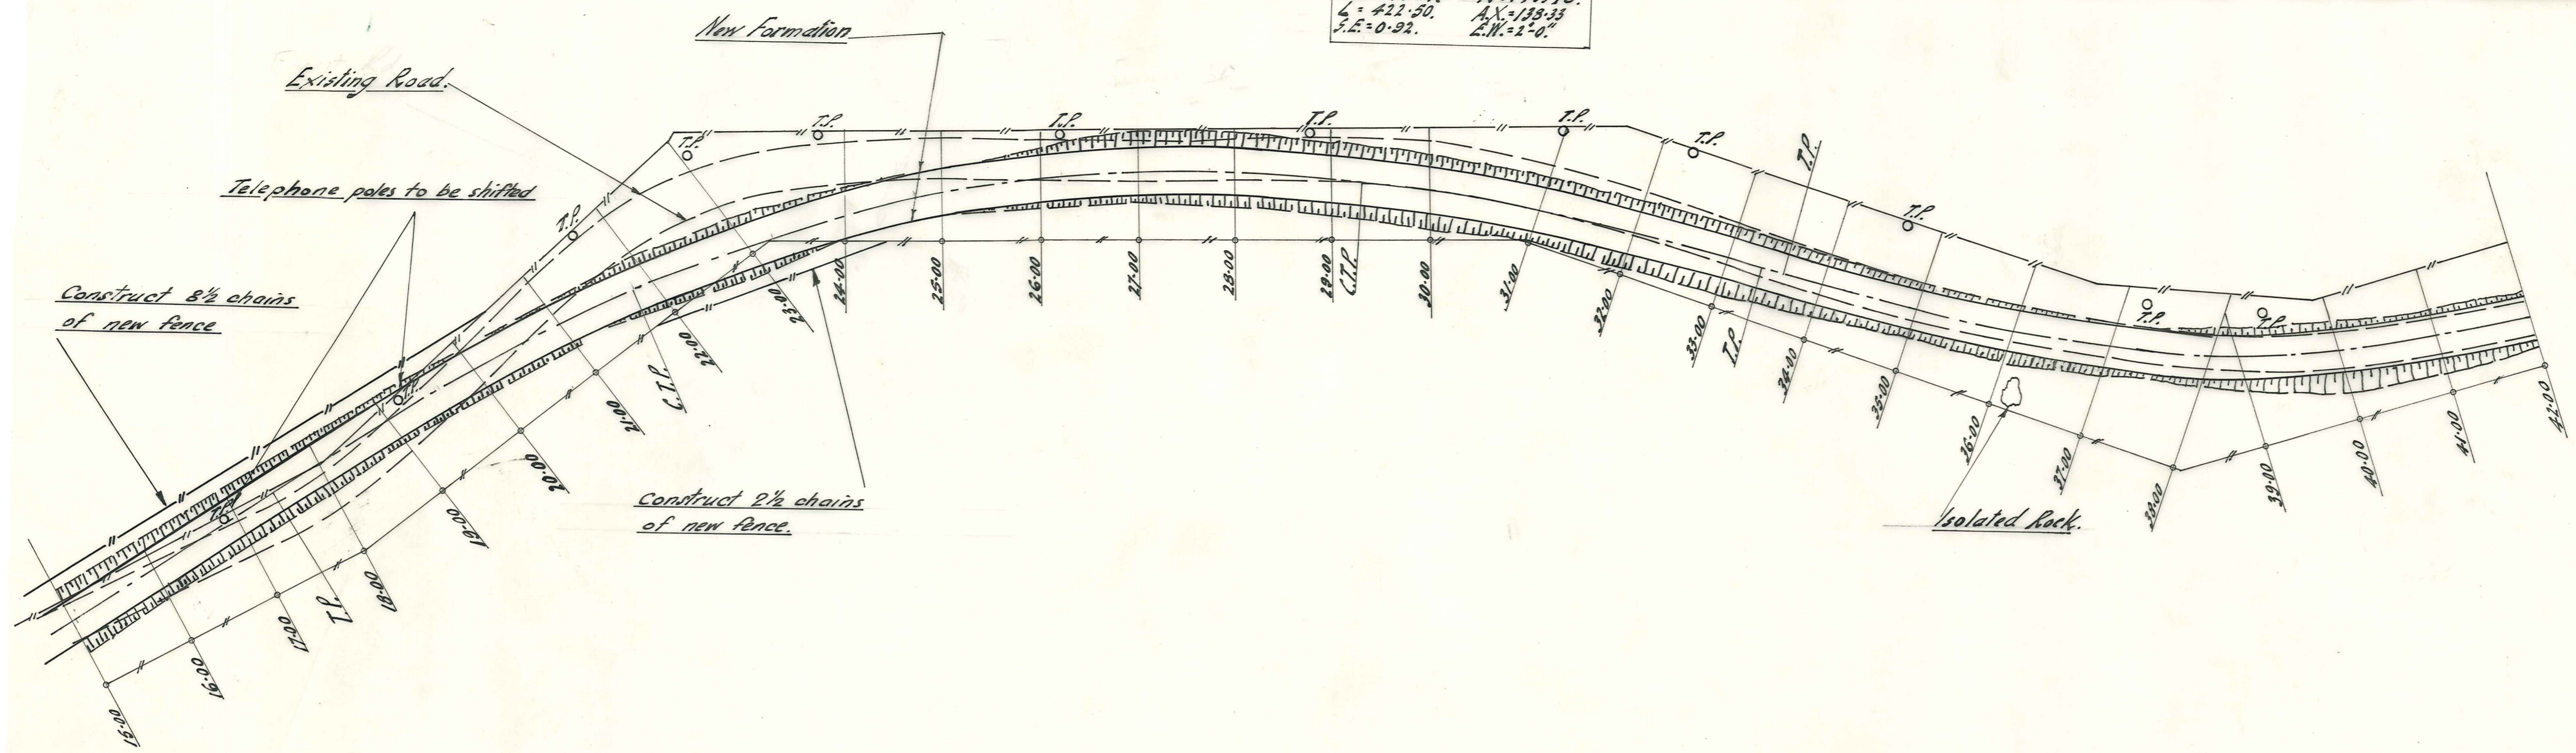 L = 422·50. A.X. = 138·33
S.E. = 0·92. E.W. = 2'-0".
New Formation
Existing Road.
Telephone poles to be shifted
Construct 8½ chains
of new fence
Construct 2½ chains
of new fence.
Isolated Rock.
T.P.
T.P.
T.P.
T.P.
T.P.
T.P.
T.P.
T.P.
T.P.
T.P.
T.P.
T.P.
T.P.
15·00
16·00
17·00
T.P.
18·00
19·00
20·00
21·00
C.T.P.
22·00
23·00
24·00
25·00
26·00
27·00
28·00
29·00
C.T.P.
30·00
31·00
32·00
33·00
T.P.
34·00
35·00
36·00
37·00
38·00
39·00
40·00
41·00
42·00